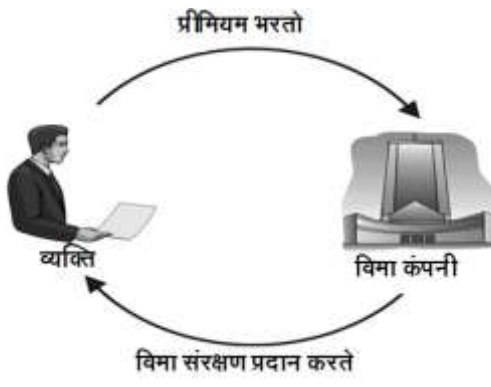 प्रीमियम भरतो
व्यक्ति
विमा कंपनी
विमा संरक्षण प्रदान करते